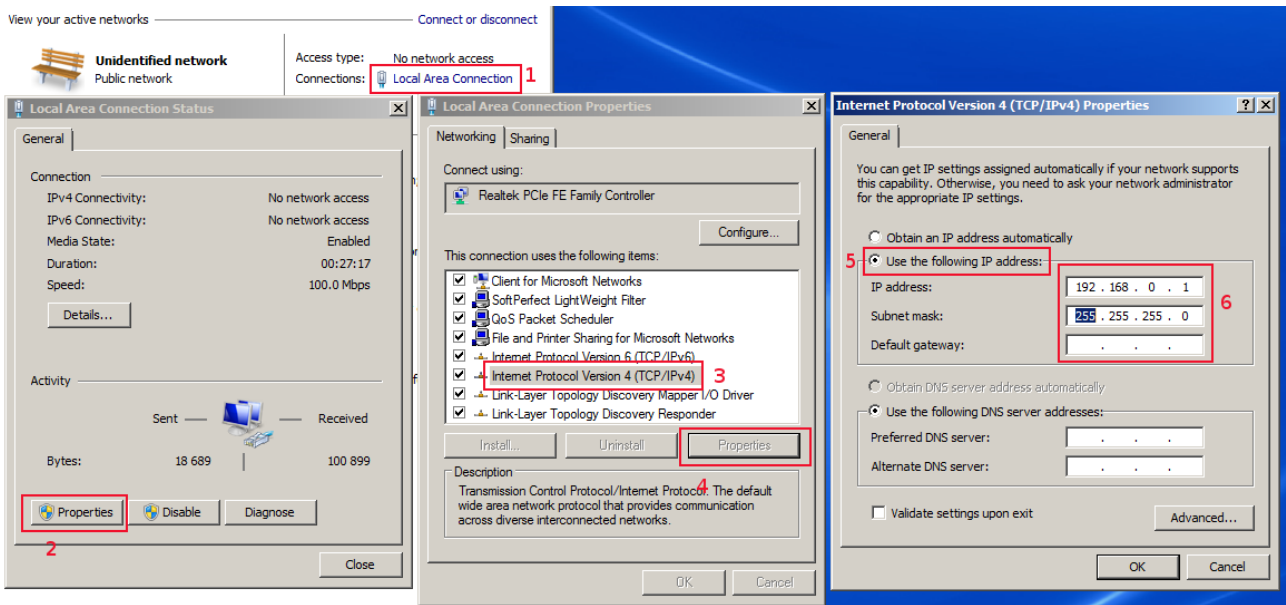 View your active networks
Connect or disconnect
Unidentified network
Public network
Access type:
No network access
Connections:
Local Area Connection
1
Local Area Connection Status
General
Connection
IPv4 Connectivity:
No network access
IPv6 Connectivity:
No network access
Media State:
Enabled
Duration:
00:27:17
Speed:
100.0 Mbps
Details...
Activity
Sent
Received
Bytes:
18 689
100 899
Properties
Disable
Diagnose
2
Close
Local Area Connection Properties
Networking
Sharing
Connect using:
Realtek PCIe FE Family Controller
Configure...
This connection uses the following items:
Client for Microsoft Networks
SoftPerfect LightWeight Filter
QoS Packet Scheduler
File and Printer Sharing for Microsoft Networks
Internet Protocol Version 6 (TCP/IPv6)
Internet Protocol Version 4 (TCP/IPv4)
3
Link-Layer Topology Discovery Mapper I/O Driver
Link-Layer Topology Discovery Responder
Install...
Uninstall
Properties
4
Description
Transmission Control Protocol/Internet Protocol. The default
wide area network protocol that provides communication
across diverse interconnected networks.
OK
Cancel
Internet Protocol Version 4 (TCP/IPv4) Properties
General
You can get IP settings assigned automatically if your network supports
this capability. Otherwise, you need to ask your network administrator
for the appropriate IP settings.
Obtain an IP address automatically
5
Use the following IP address:
IP address:
192 . 168 . 0 . 1
Subnet mask:
255 . 255 . 255 . 0
6
Default gateway:
. . .
Obtain DNS server address automatically
Use the following DNS server addresses:
Preferred DNS server:
. . .
Alternate DNS server:
. . .
Validate settings upon exit
Advanced...
OK
Cancel